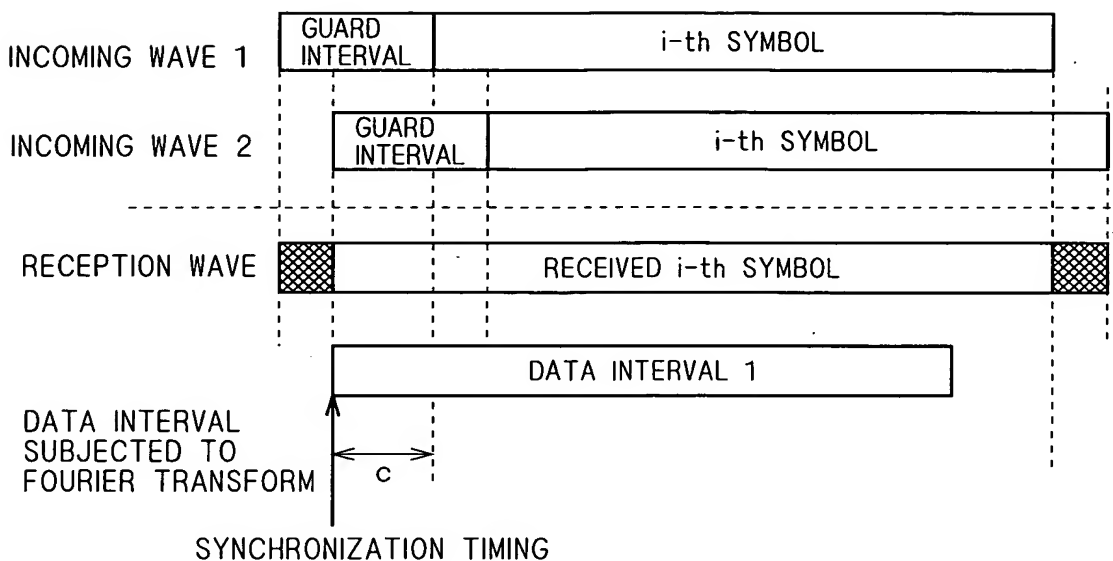 GUARD
INTERVAL
i-th SYMBOL
INCOMING WAVE 1
GUARD
INTERVAL
i-th SYMBOL
INCOMING WAVE 2
RECEPTION WAVE
RECEIVED i-th SYMBOL
DATA INTERVAL 1
DATA INTERVAL
SUBJECTED TO
FOURIER TRANSFORM
C
SYNCHRONIZATION TIMING